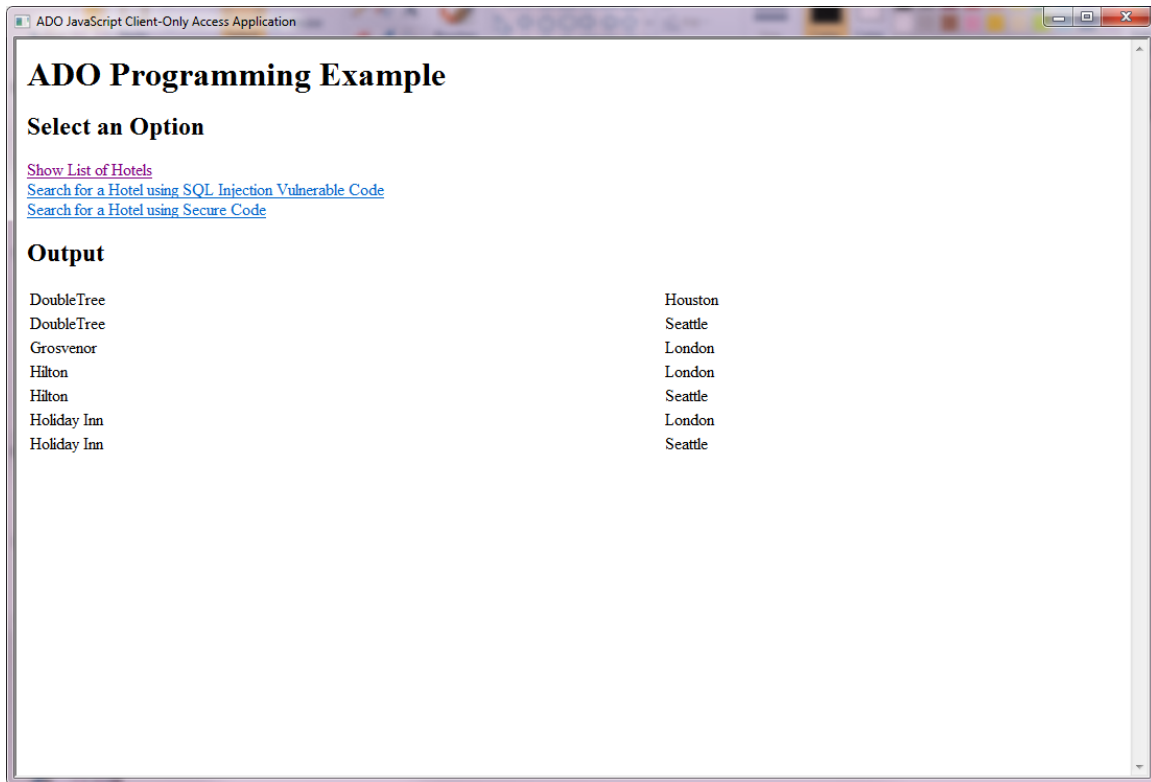 ADO JavaScript Client-Only Access Application
ADO Programming Example
Select an Option
Show List of Hotels
Search for a Hotel using SQL Injection Vulnerable Code
Search for a Hotel using Secure Code
Output
DoubleTree Houston
DoubleTree Seattle
Grosvenor London
Hilton London
Hilton Seattle
Holiday Inn London
Holiday Inn Seattle